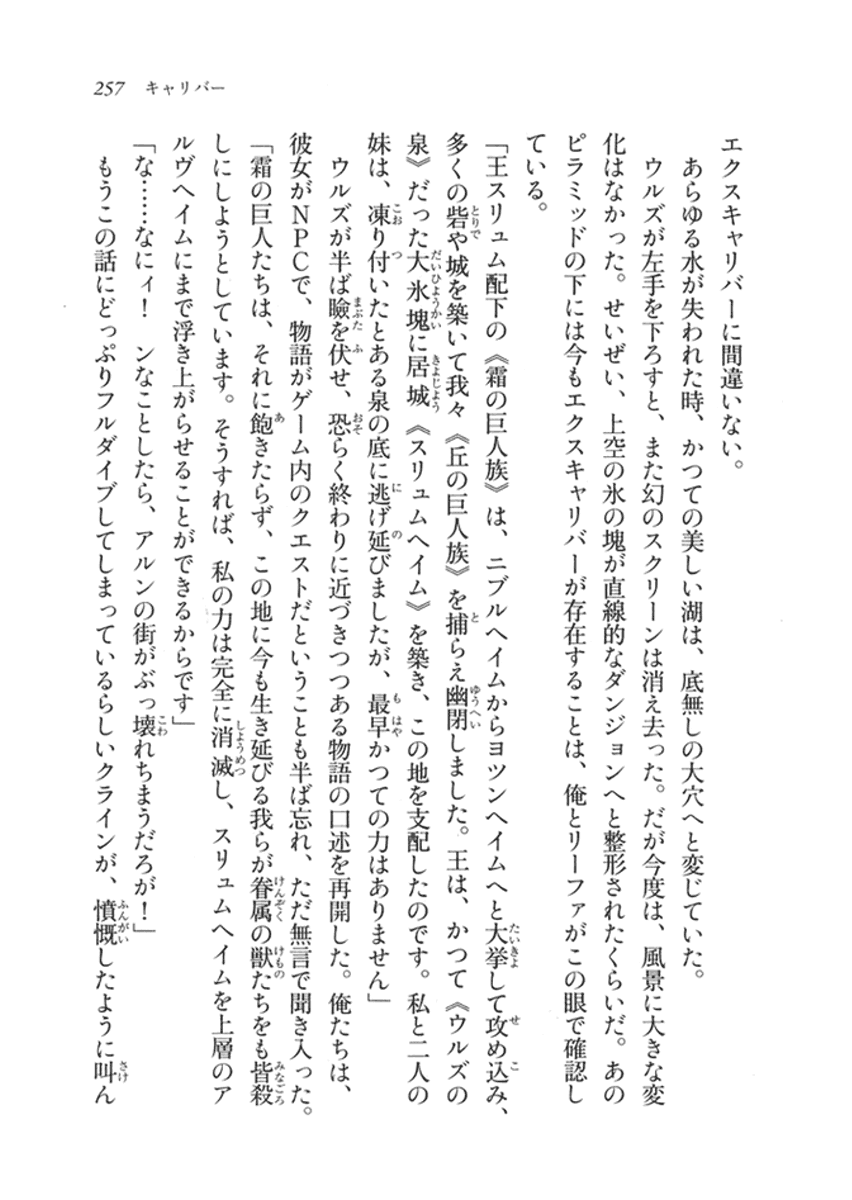 257 キャリバー
エクスキャリバーに間違いない。
あらゆる水が失われた時、かつての美しい湖は、底無しの大穴へと変じていた。
ウルズが左手を下ろすと、また幻のスクリーンは消え去った。だが今度は、風景に大きな変
化はなかった。せいぜい、上空の氷の塊が直線的なダンジョンへと整形されたくらいだ。あの
ピラミッドの下には今もエクスキャリバーが存在することは、俺とリーファがこの眼で確認し
ている。
「王スリュム配下の《霜の巨人族》は、ニブルヘイムからヨツンヘイムへと大挙して攻め込み、
多くの砦や城を築いて我々《丘の巨人族》を捕らえ幽閉しました。王は、かつて《ウルズの
泉》だった大氷塊に居城《スリュムヘイム》を築き、この地を支配したのです。私と二人の
妹は、凍り付いたとある泉の底に逃げ延びましたが、最早かつての力はありません」
ウルズが半ば瞼を伏せ、恐らく終わりに近づきつつある物語の口述を再開した。俺たちは、
彼女がＮＰＣで、物語がゲーム内のクエストだということも半ば忘れ、ただ無言で聞き入った。
「霜の巨人たちは、それに飽きたらず、この地に今も生き延びる我らが眷属の獣たちをも皆殺
しにしようとしています。そうすれば、私の力は完全に消滅し、スリュムヘイムを上層のア
ルヴヘイムにまで浮き上がらせることができるからです」
「な……なにィ！　ンなことしたら、アルンの街がぶっ壊れちまうだろが！」
もうこの話にどっぷりフルダイブしてしまっているらしいクラインが、憤慨したように叫ん